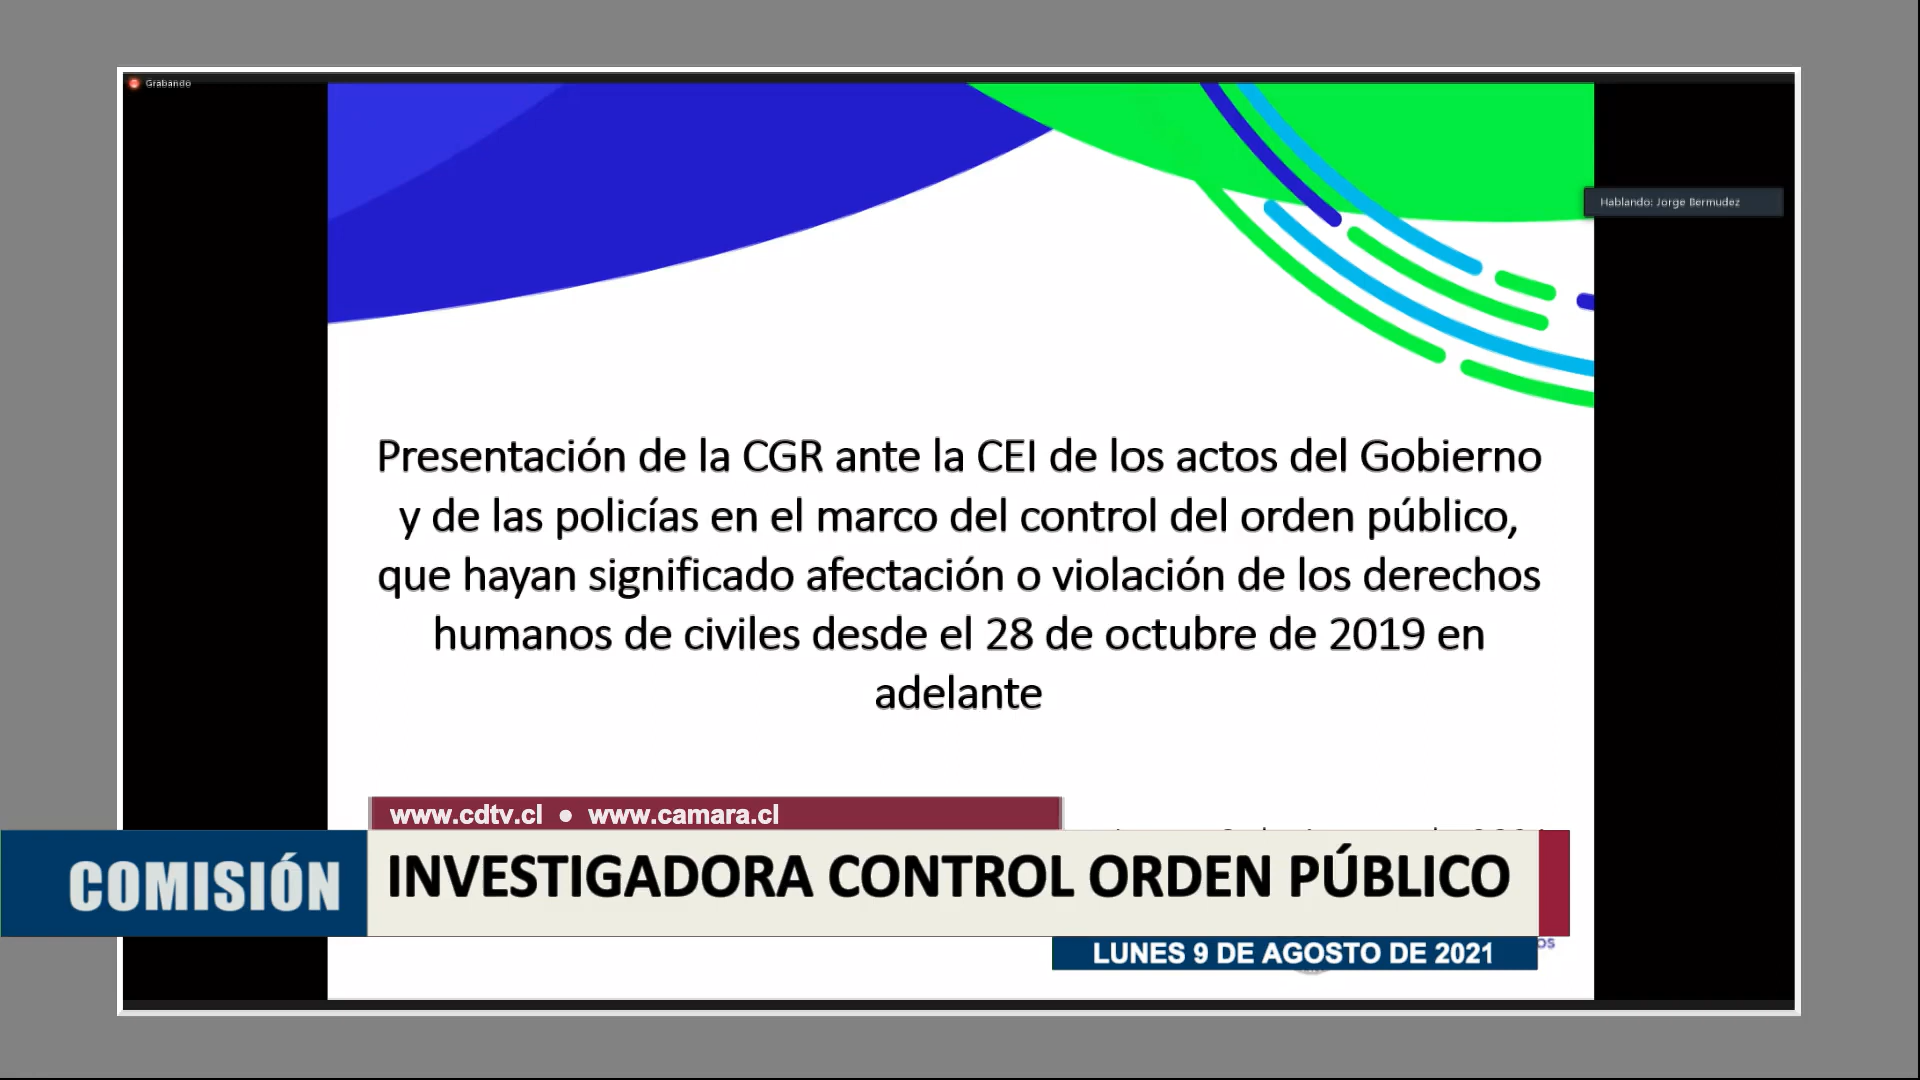 Grabando
Hablando: Jorge Bermudez
Presentación de la CGR ante la CEI de los actos del Gobierno
y de las policías en el marco del control del orden público,
que hayan significado afectación o violación de los derechos
humanos de civiles desde el 28 de octubre de 2019 en
adelante
www.cdtv.cl • www.camara.cl
COMISIÓN
INVESTIGADORA CONTROL ORDEN PÚBLICO
LUNES 9 DE AGOSTO DE 2021